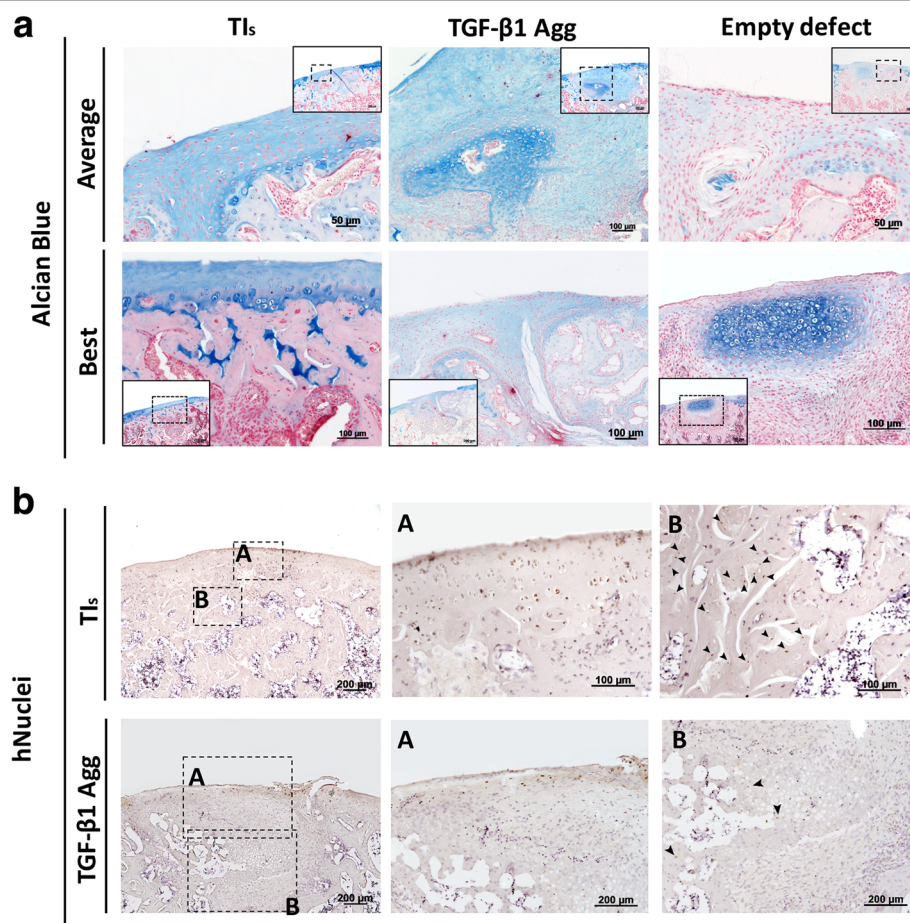 a
TIs
TGF-β1 Agg
Empty defect
Alcian Blue
Average
50 µm
100 µm
50 µm
Best
100 µm
100 µm
100 µm
b
hNuclei
TIs
A
B
200 µm
A
100 µm
B
100 µm
TGF-β1 Agg
A
B
200 µm
A
200 µm
B
200 µm